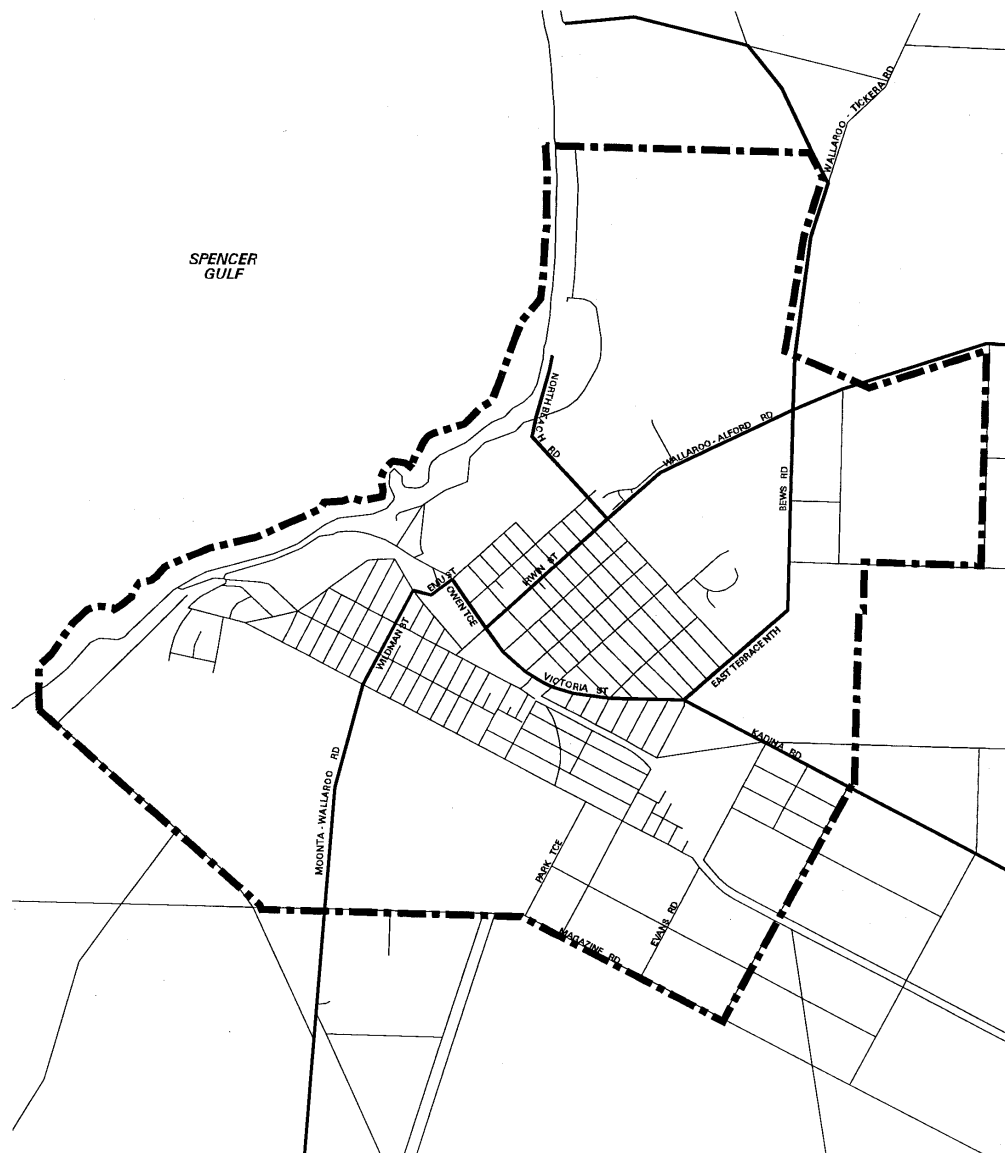 WALLAROO - TICKERA RD
SPENCER
GULF
NORTH BEACH RD
WALLAROO - ALFORD RD
BEWS RD
IRWIN ST
EMU ST
OWEN TCE
WILDMAN ST
EAST TERRACE NTH
VICTORIA ST
KADINA RD
MOONTA - WALLAROO RD
PARK TCE
EVANS RD
MAGAZINE RD